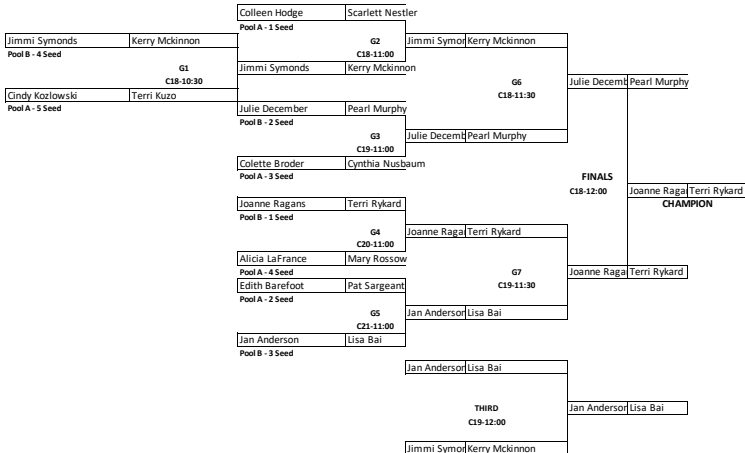 Colleen Hodge Scarlett Nestler
Pool A - 1 Seed
Jimmi Symonds Kerry Mckinnon
G2
Jimmi Symor Kerry Mckinnon
Pool B - 4 Seed
C18-11:00
G1
Jimmi Symonds Kerry Mckinnon
C18-10:30
G6
Julie Decemb Pearl Murphy
Cindy Kozlowski Terri Kuzo
C18-11:30
Pool A - 5 Seed
Julie December Pearl Murphy
Pool B - 2 Seed
G3
Julie Decemb Pearl Murphy
C19-11:00
Colette Broder Cynthia Nusbaum
Pool A - 3 Seed
FINALS
C18-12:00
Joanne Ragan Terri Rykard
CHAMPION
Joanne Ragans Terri Rykard
Pool B - 1 Seed
G4
Joanne Ragan Terri Rykard
C20-11:00
Alicia LaFrance Mary Rossow
Pool A - 4 Seed
G7
Joanne Ragan Terri Rykard
Edith Barefoot Pat Sargeant
C19-11:30
Pool A - 2 Seed
G5
Jan Anderson Lisa Bai
C21-11:00
Jan Anderson Lisa Bai
Pool B - 3 Seed
Jan Anderson Lisa Bai
THIRD
Jan Anderson Lisa Bai
C19-12:00
Jimmi Symor Kerry Mckinnon